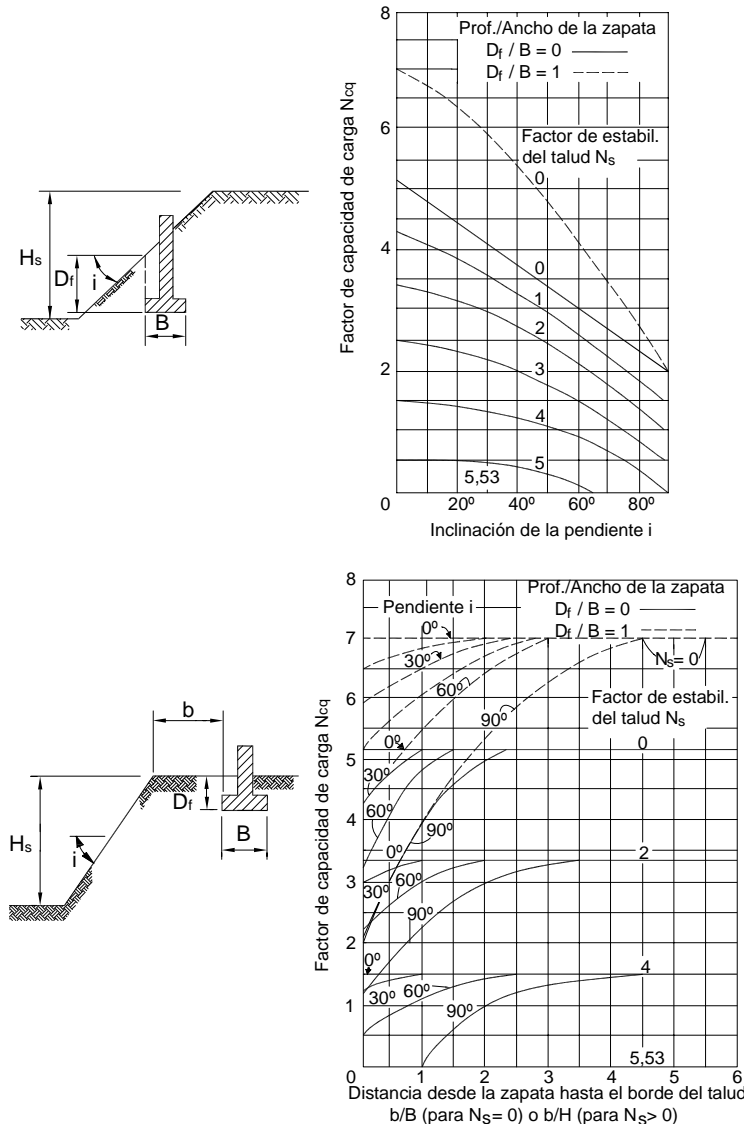 8
Prof./Ancho de la zapata
Df / B = 0
Df / B = 1
6
Factor de estabil.
del talud Ns
0
4
0
1
2
2
3
4
5
5,53
0
20º
40º
60º
80º
Factor de capacidad de carga Ncq
Inclinación de la pendiente i
Hs
Df
i
B
8
Prof./Ancho de la zapata
Pendiente i
Df / B = 0
Df / B = 1
7
0º
30º
Ns= 0
60º
6
Factor de estabil.
del talud Ns
90º
0º
0
5
30º
60º
4
90º
0º
2
3
30º
60º
90º
2
0º
4
30º
60º
90º
1
5,53
0
1
2
3
4
5
6
Factor de capacidad de carga Ncq
Distancia desde la zapata hasta el borde del talud
b/B (para NS= 0) o b/H (para NS> 0)
b
Df
Hs
i
B